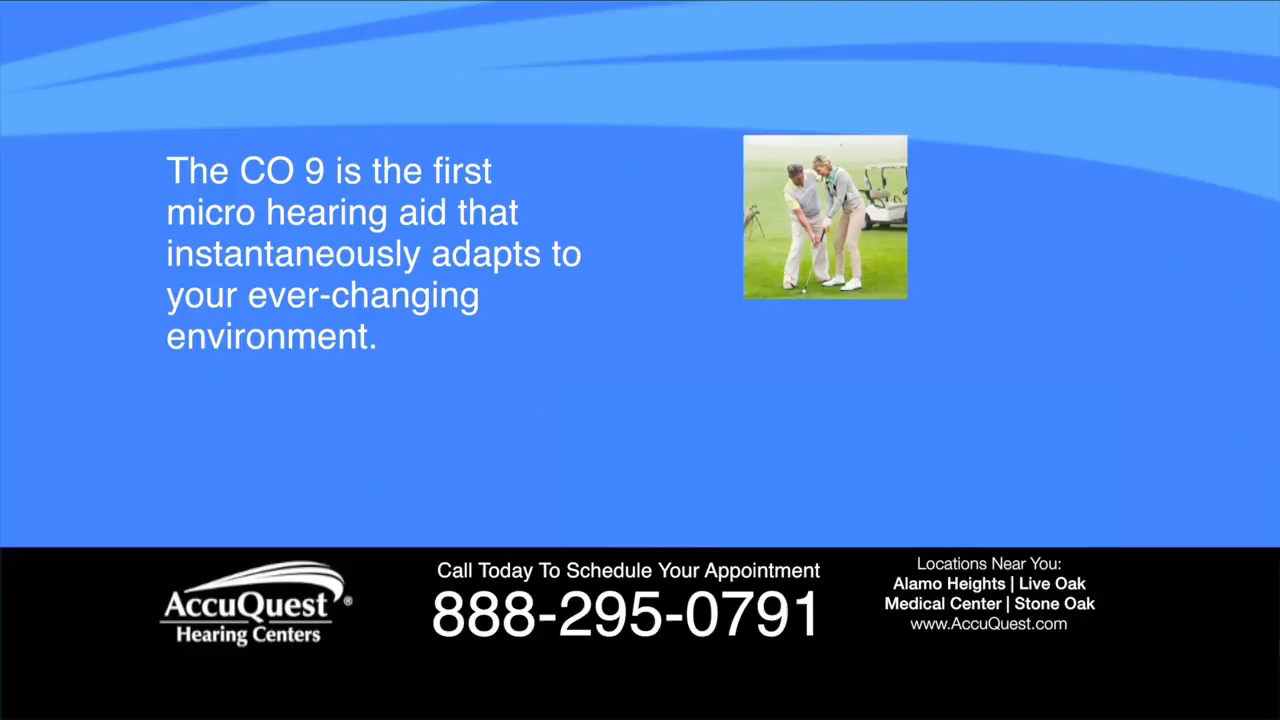 The CO 9 is the first
micro hearing aid that
instantaneously adapts to
your ever-changing
environment.
AccuQuest®
Hearing Centers
Call Today To Schedule Your Appointment
888-295-0791
Locations Near You:
Alamo Heights | Live Oak
Medical Center | Stone Oak
www.AccuQuest.com